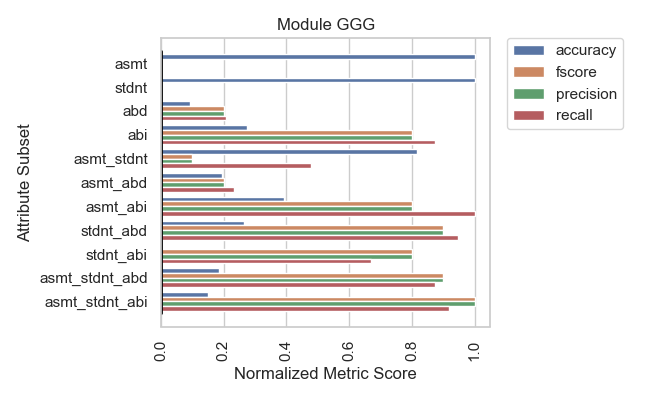 Module GGG
accuracy
fscore
precision
recall
Attribute Subset
asmt
stdnt
abd
abi
asmt_stdnt
asmt_abd
asmt_abi
stdnt_abd
stdnt_abi
asmt_stdnt_abd
asmt_stdnt_abi
0.0 0.2 0.4 0.6 0.8 1.0
Normalized Metric Score